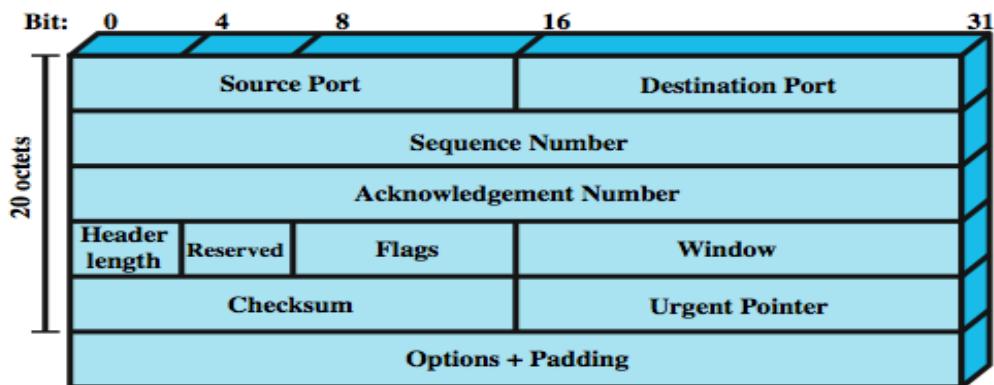 Bit: 0 4 8 16 31
20 octets
Source Port Destination Port
Sequence Number
Acknowledgement Number
Header
length Reserved Flags Window
Checksum Urgent Pointer
Options + Padding